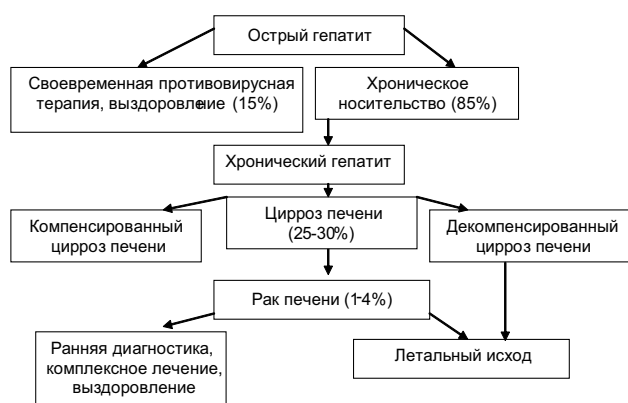 Острый гепатит
Своевременная противовирусная
терапия, выздоровление (15%)
Хроническое
носительство (85%)
Хронический гепатит
Компенсированный
цирроз печени
Цирроз печени
(25-30%)
Декомпенсированный
цирроз печени
Рак печени (1-4%)
Ранняя диагностика,
комплексное лечение,
выздоровление
Летальный исход